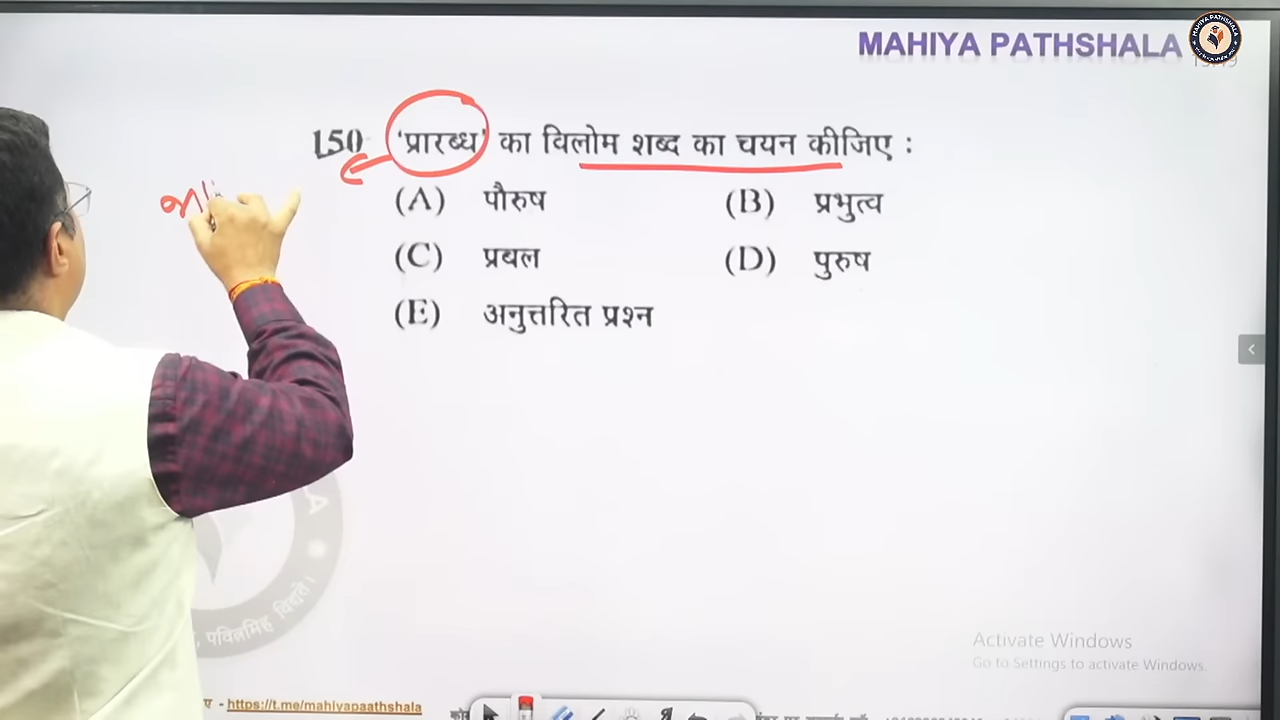 MAHIYA PATHSHALA
150 'प्रारब्ध' का विलोम शब्द का चयन कीजिए :
(A) पौरुष (B) प्रभुत्व
(C) प्रबल (D) पुरुष
(E) अनुत्तरित प्रश्न
Activate Windows
Go to Settings to activate Windows.
- https://t.me/mahiyapaathshala